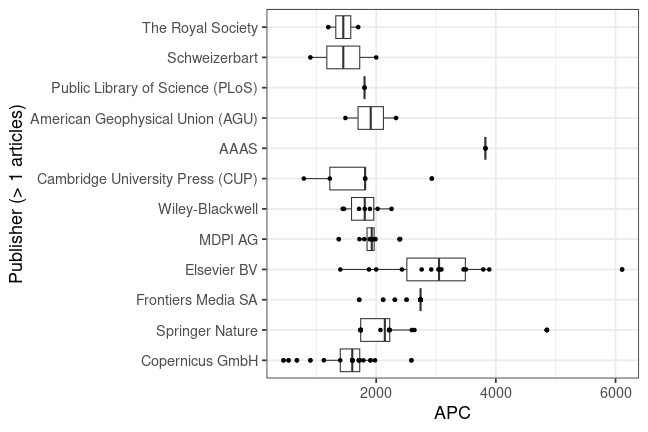 Publisher (> 1 articles)
The Royal Society
Schweizerbart
Public Library of Science (PLoS)
American Geophysical Union (AGU)
AAAS
Cambridge University Press (CUP)
Wiley-Blackwell
MDPI AG
Elsevier BV
Frontiers Media SA
Springer Nature
Copernicus GmbH
2000 4000 6000
APC